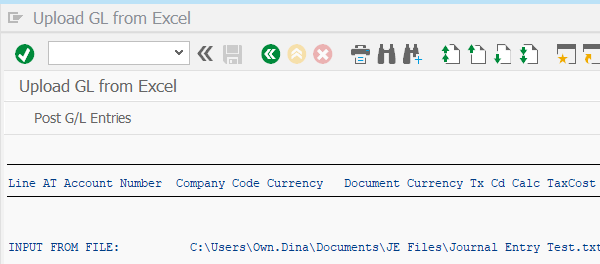 Upload GL from Excel
Upload GL from Excel
Post G/L Entries
Line AT Account Number Company Code Currency Document Currency Tx Cd Calc TaxCost
INPUT FROM FILE: C:\Users\Own.Dina\Documents\JE Files\Journal Entry Test.txt